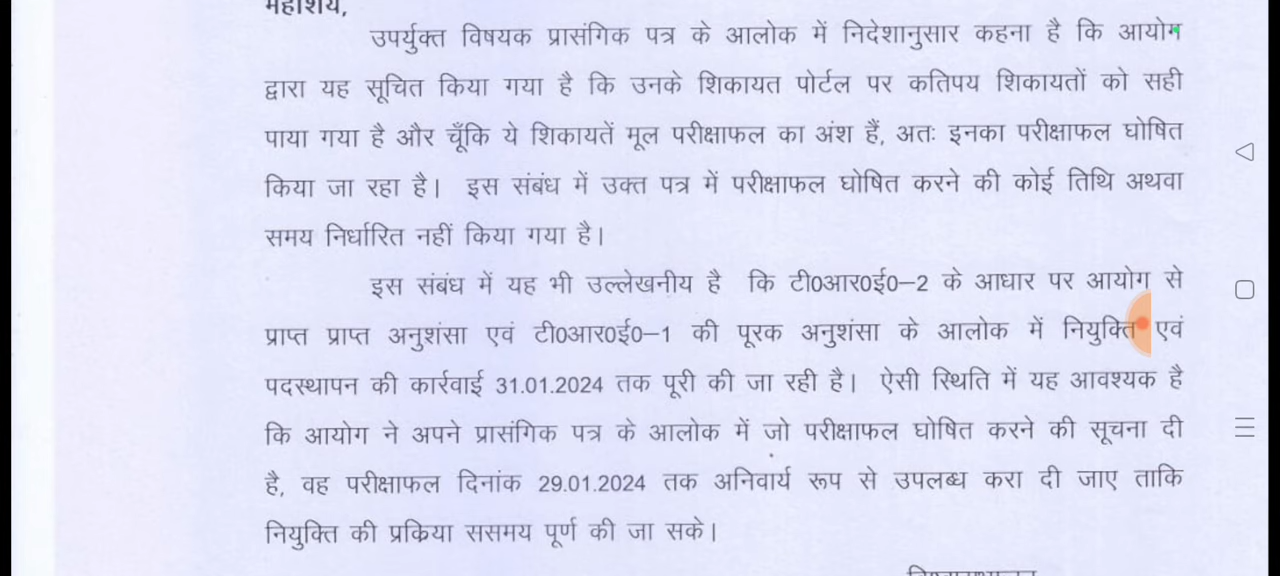 महाशय,
उपर्युक्त विषयक प्रासंगिक पत्र के आलोक में निदेशानुसार कहना है कि आयोग
द्वारा यह सूचित किया गया है कि उनके शिकायत पोर्टल पर कतिपय शिकायतों को सही
पाया गया है और चूँकि ये शिकायतें मूल परीक्षाफल का अंश हैं, अतः इनका परीक्षाफल घोषित
किया जा रहा है। इस संबंध में उक्त पत्र में परीक्षाफल घोषित करने की कोई तिथि अथवा
समय निर्धारित नहीं किया गया है।
इस संबंध में यह भी उल्लेखनीय है कि टी0आर0ई0–2 के आधार पर आयोग से
प्राप्त प्राप्त अनुशंसा एवं टी0आर0ई0–1 की पूरक अनुशंसा के आलोक में नियुक्ति एवं
पदस्थापन की कार्रवाई 31.01.2024 तक पूरी की जा रही है। ऐसी स्थिति में यह आवश्यक है
कि आयोग ने अपने प्रासंगिक पत्र के आलोक में जो परीक्षाफल घोषित करने की सूचना दी
है, वह परीक्षाफल दिनांक 29.01.2024 तक अनिवार्य रूप से उपलब्ध करा दी जाए ताकि
नियुक्ति की प्रक्रिया ससमय पूर्ण की जा सके।